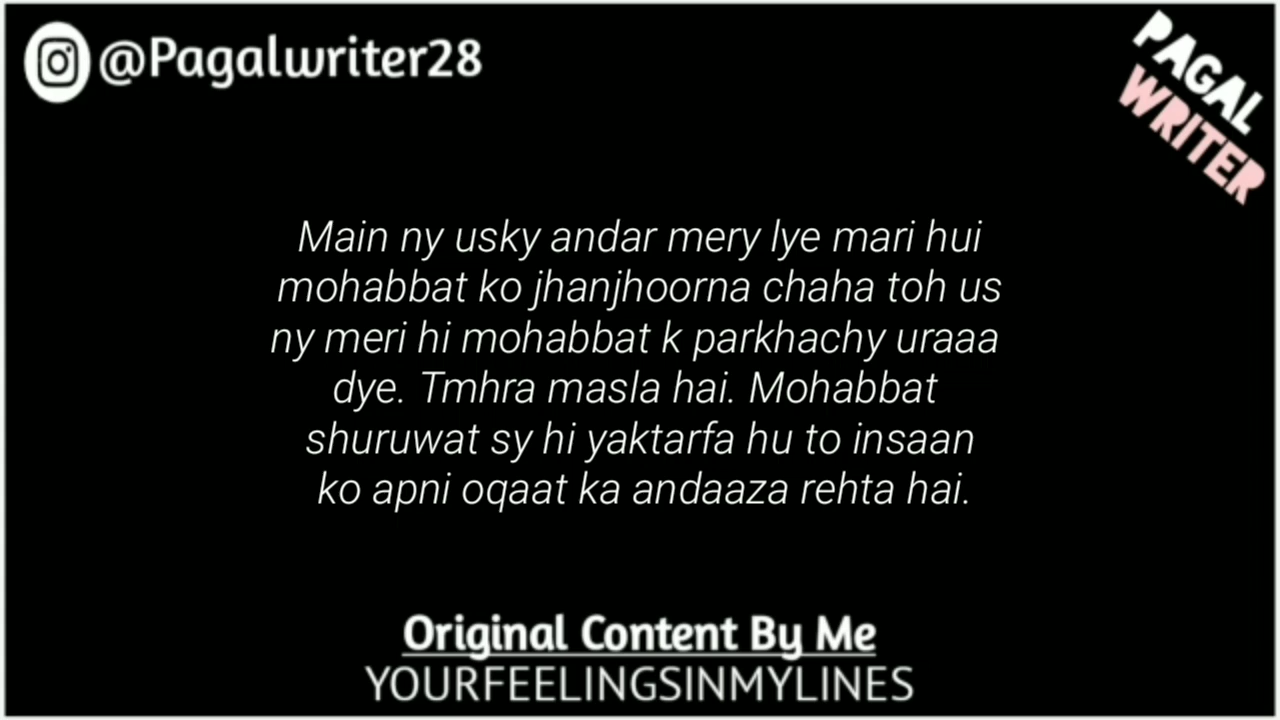 @Pagalwriter28
PAGAL
WRITER
Main ny usky andar mery lye mari hui
mohabbat ko jhanjhoorna chaha toh us
ny meri hi mohabbat k parkhachy uraaa
dye. Tmhra masla hai. Mohabbat
shuruwat sy hi yaktarfa hu to insaan
ko apni oqaat ka andaaza rehta hai.
Original Content By Me
YOURFEELINGSINMYLINES